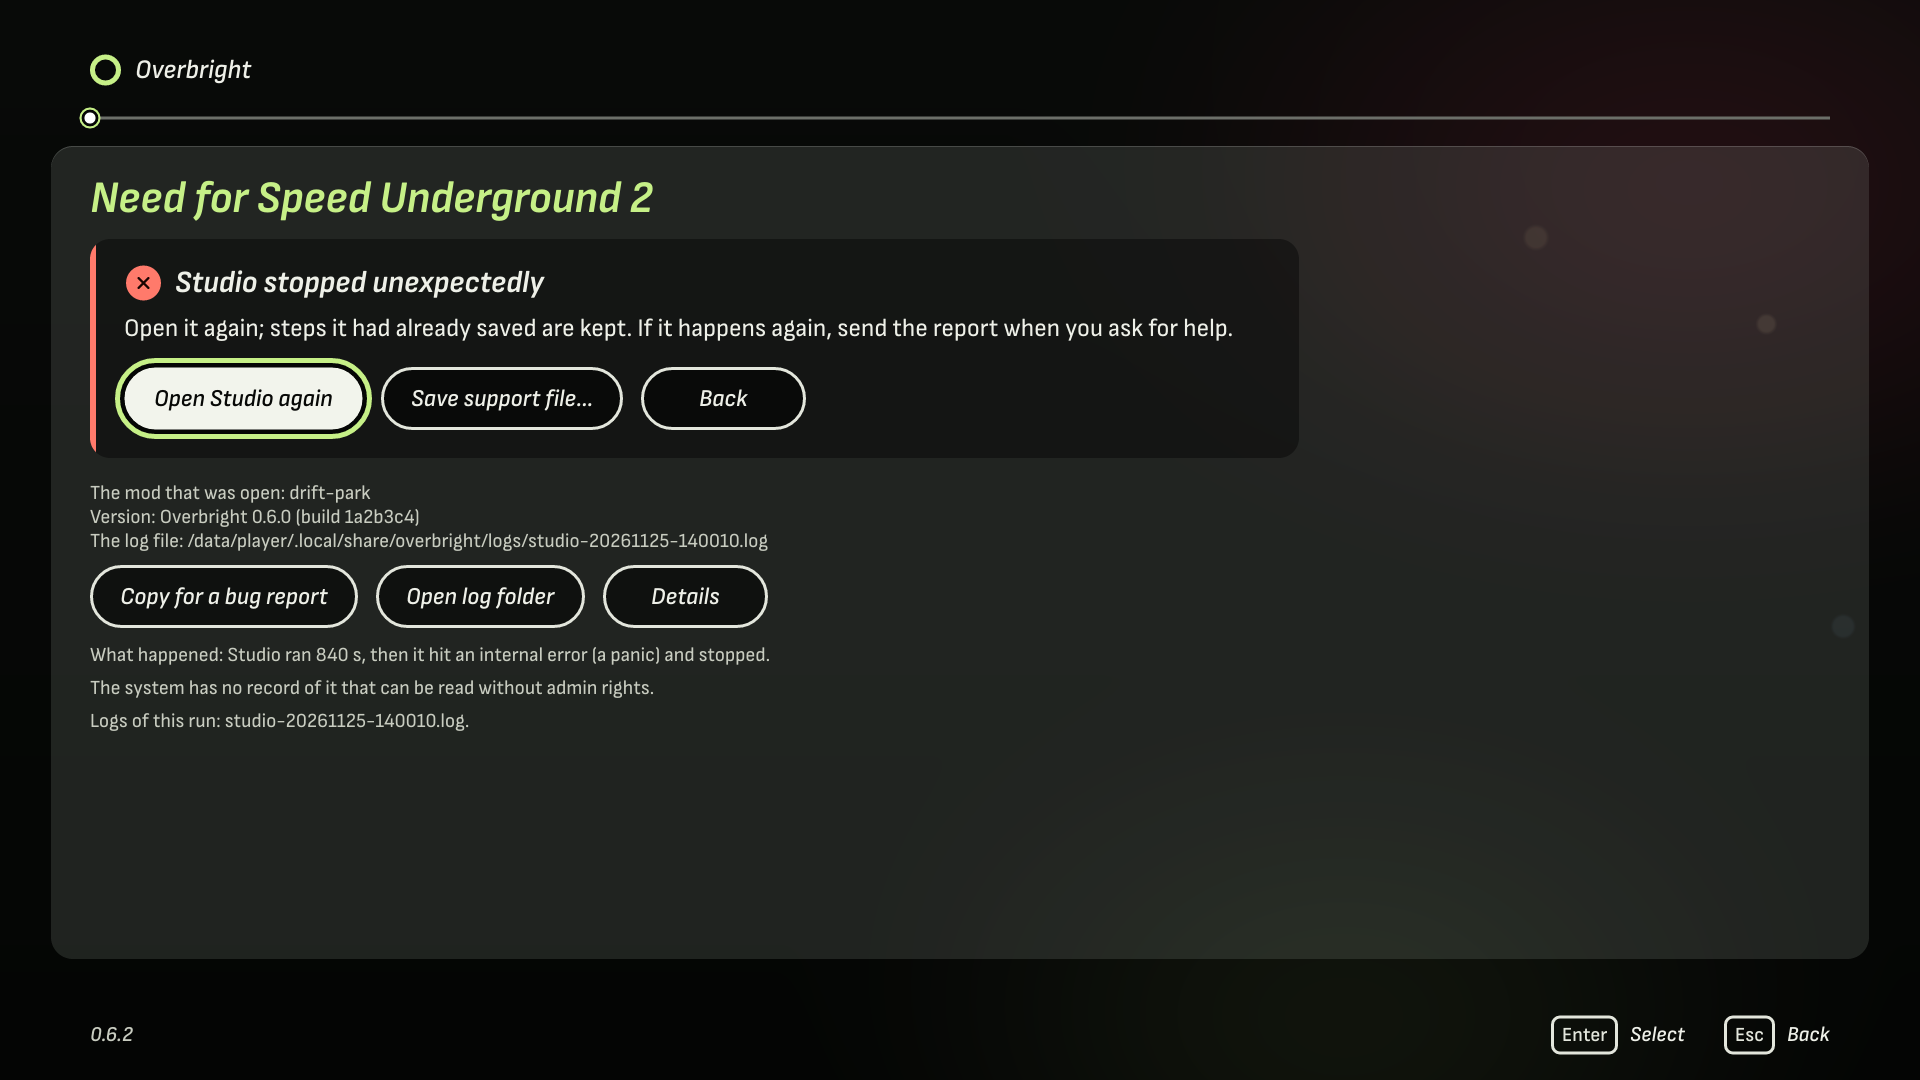 Overbright
Need for Speed Underground 2
Studio stopped unexpectedly
Open it again; steps it had already saved are kept. If it happens again, send the report when you ask for help.
Open Studio again
Save support file...
Back
The mod that was open: drift-park
Version: Overbright 0.6.0 (build 1a2b3c4)
The log file: /data/player/.local/share/overbright/logs/studio-20261125-140010.log
Copy for a bug report
Open log folder
Details
What happened: Studio ran 840 s, then it hit an internal error (a panic) and stopped.
The system has no record of it that can be read without admin rights.
Logs of this run: studio-20261125-140010.log.
0.6.2
Enter Select
Esc Back